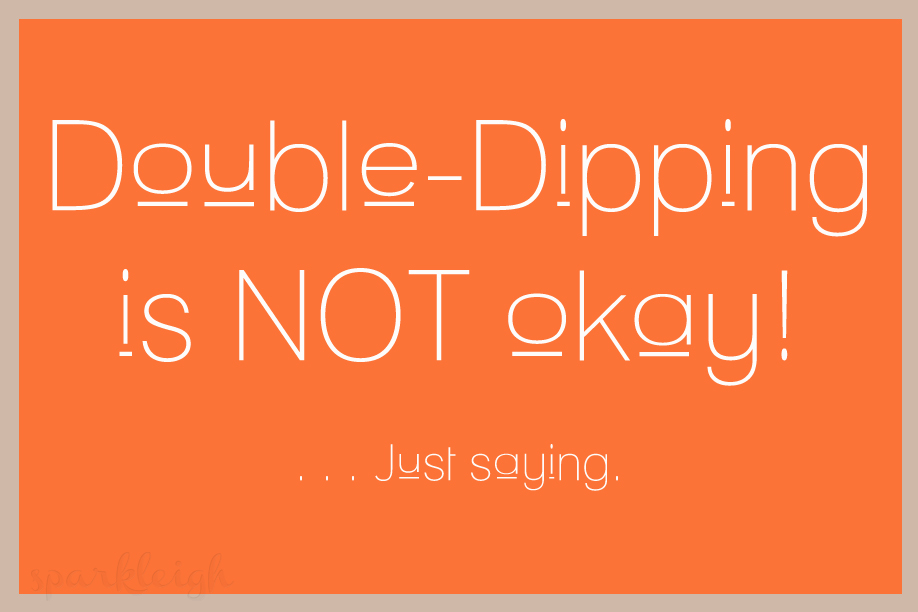 Double-Dipping
is NOT okay!
. . . Just saying.
sparkleigh